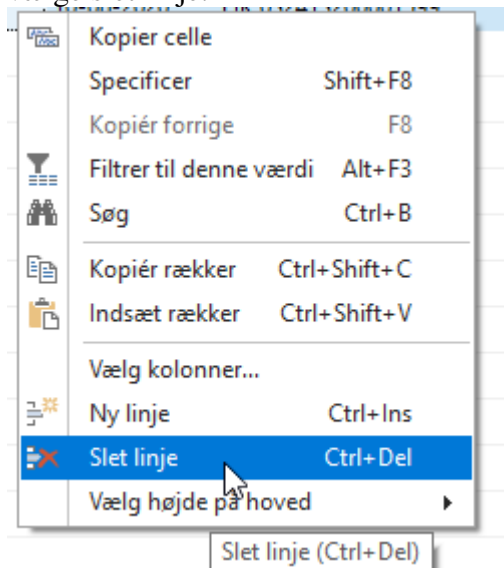 Kopier celle
Specificer Shift+F8
Kopiér forrige F8
Filtrer til denne værdi Alt+F3
Søg Ctrl+B
Kopiér rækker Ctrl+Shift+C
Indsæt rækker Ctrl+Shift+V
Vælg kolonner...
Ny linje Ctrl+Ins
Slet linje Ctrl+Del
Vælg højde på hoved
Slet linje (Ctrl+Del)